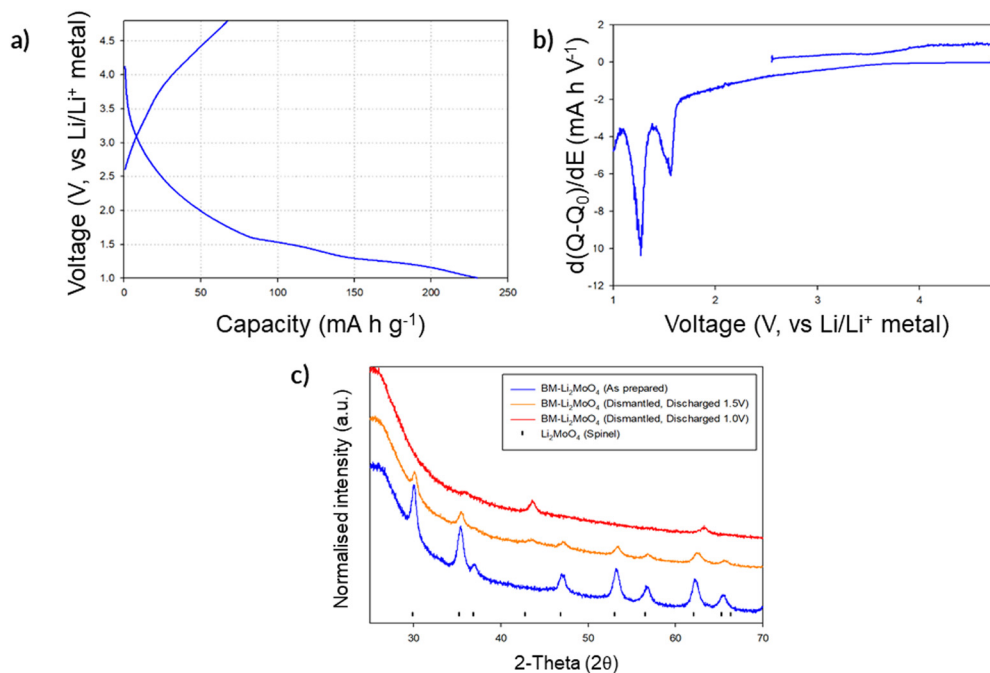 a)
Voltage (V, vs Li/Li⁺ metal)
4.5
4.0
3.5
3.0
2.5
2.0
1.5
1.0
0
50
100
150
200
250
Capacity (mA h g⁻¹)
b)
d(Q-Q₀)/dE (mA h V⁻¹)
2
0
-2
-4
-6
-8
-10
-12
1
2
3
4
Voltage (V, vs Li/Li⁺ metal)
c)
Normalised intensity (a.u.)
BM-Li₂MoO₄ (As prepared)
BM-Li₂MoO₄ (Dismantled, Discharged 1.5V)
BM-Li₂MoO₄ (Dismantled, Discharged 1.0V)
Li₂MoO₄ (Spinel)
30
40
50
60
70
2-Theta (2θ)